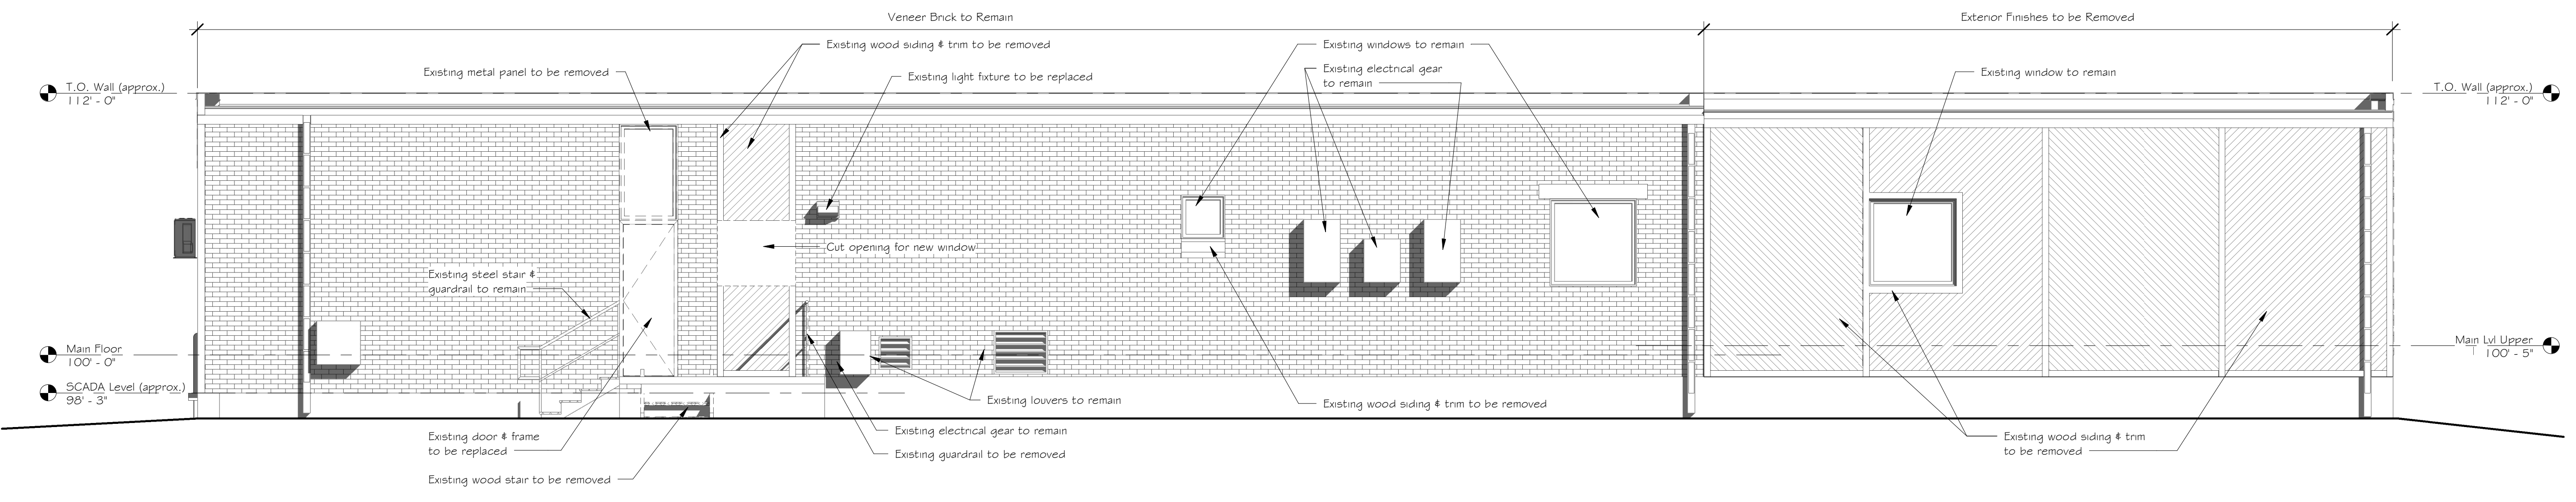 Veneer Brick to Remain
Exterior Finishes to be Removed
Existing wood siding & trim to be removed
Existing windows to remain
Existing metal panel to be removed
Existing light fixture to be replaced
Existing electrical gear
to remain
Existing window to remain
T.O. Wall (approx.)
112' - 0"
T.O. Wall (approx.)
112' - 0"
Cut opening for new window
Existing steel stair &
guardrail to remain
Main Floor
100' - 0"
Main Lvl Upper
100' - 5"
SCADA Level (approx.)
98' - 3"
Existing louvers to remain
Existing wood siding & trim to be removed
Existing door & frame
to be replaced
Existing electrical gear to remain
Existing guardrail to be removed
Existing wood siding & trim
to be removed
Existing wood stair to be removed